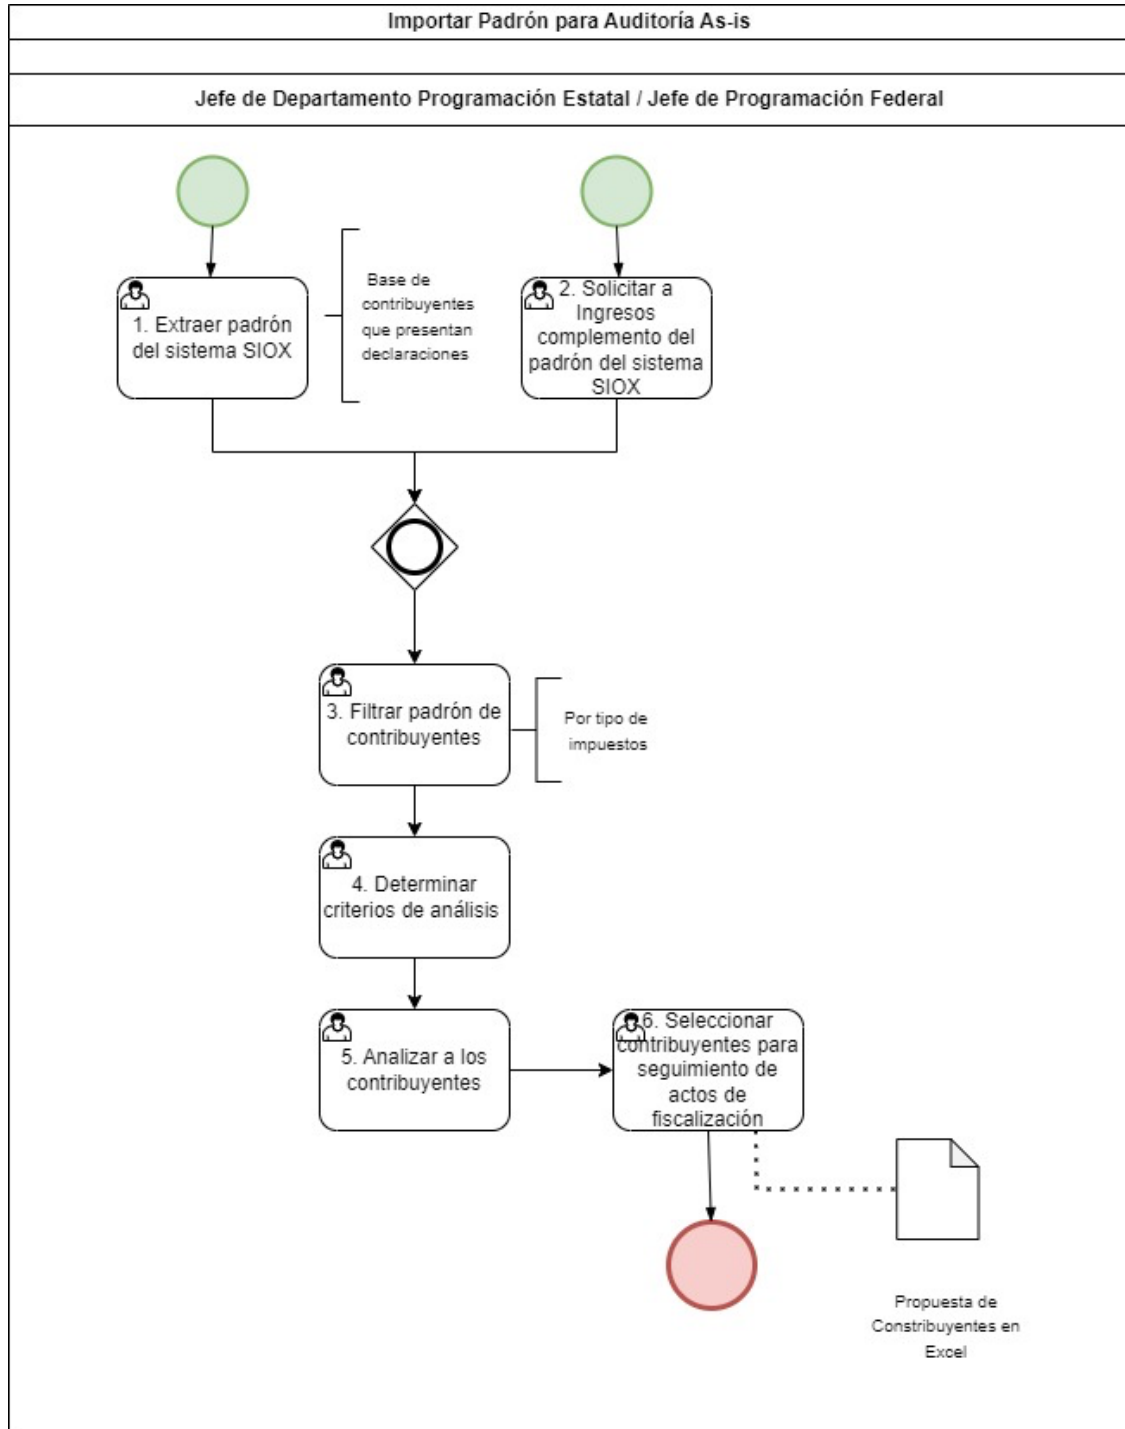 Importar Padrón para Auditoría As-is
Jefe de Departamento Programación Estatal / Jefe de Programación Federal
1. Extraer padrón
del sistema SIOX
Base de
contribuyentes
que presentan
declaraciones
2. Solicitar a
Ingresos
complemento del
padrón del sistema
SIOX
3. Filtrar padrón de
contribuyentes
Por tipo de
impuestos
4. Determinar
criterios de análisis
5. Analizar a los
contribuyentes
6. Seleccionar
contribuyentes para
seguimiento de
actos de
fiscalización
Propuesta de
Constribuyentes en
Excel